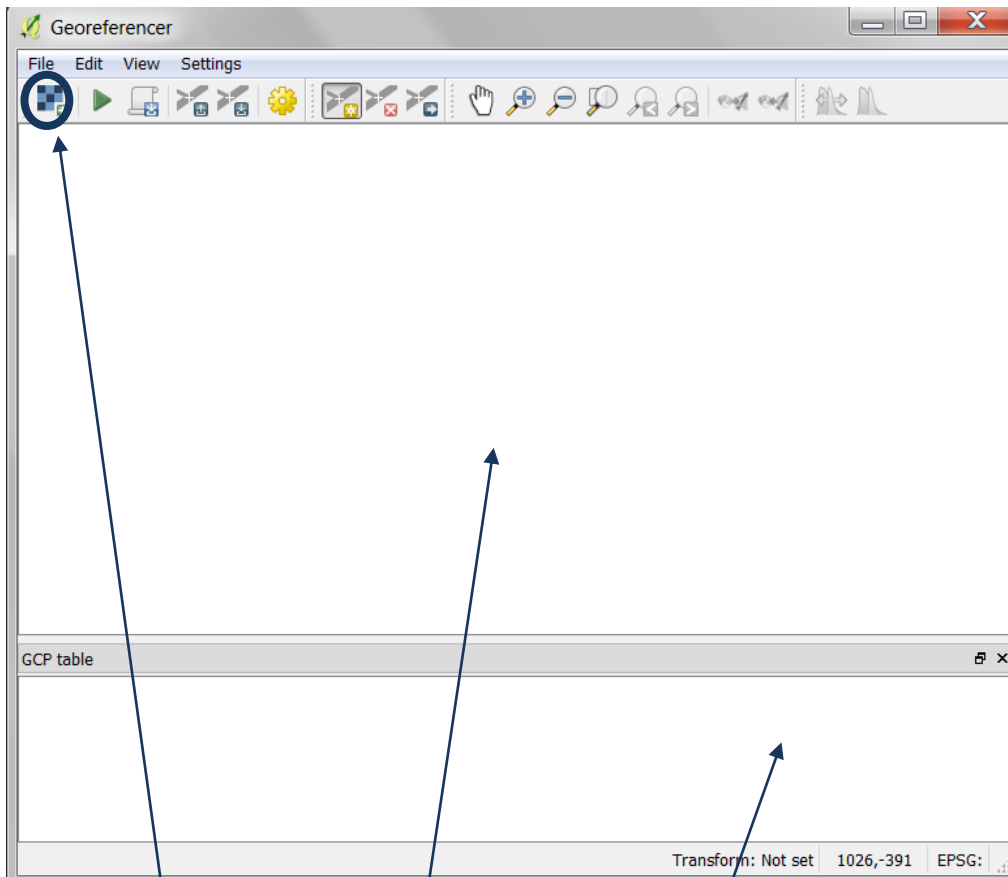 Georeferencer
File Edit View Settings
GCP table
Transform: Not set 1026,-391 EPSG: